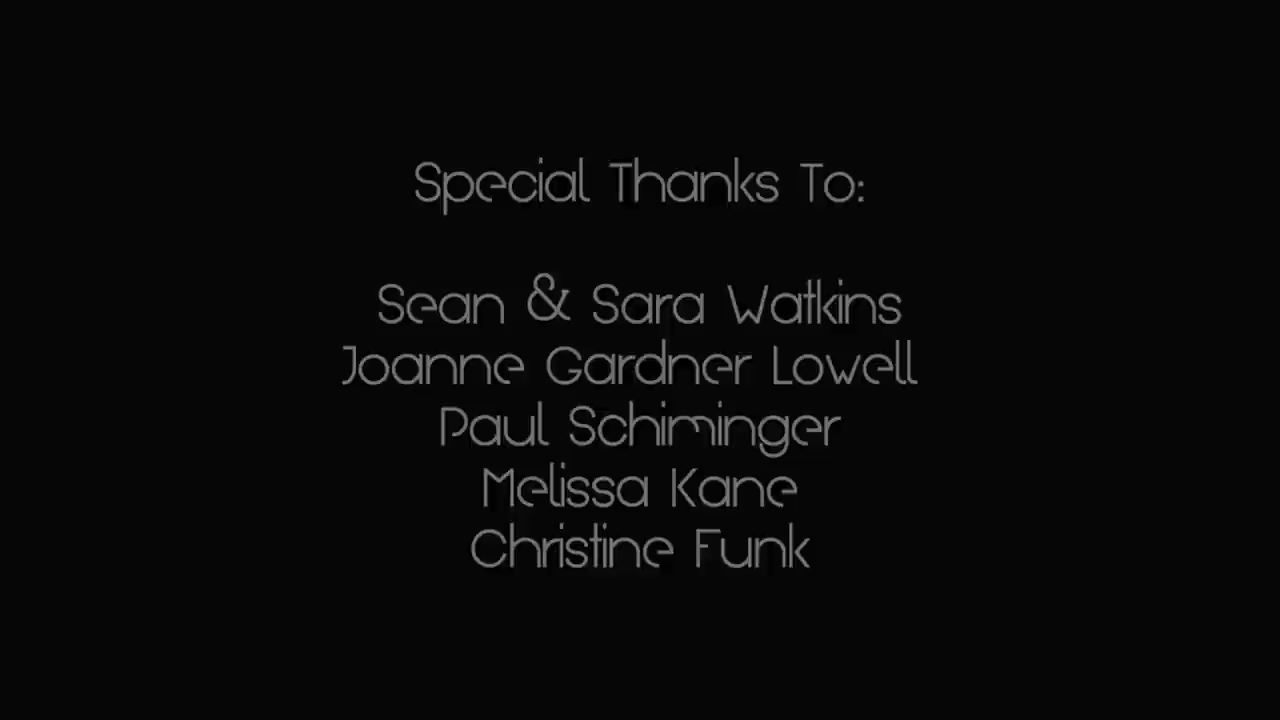 Special Thanks To:
Sean & Sara Watkins
Joanne Gardner Lowell
Paul Schiminger
Melissa Kane
Christine Funk